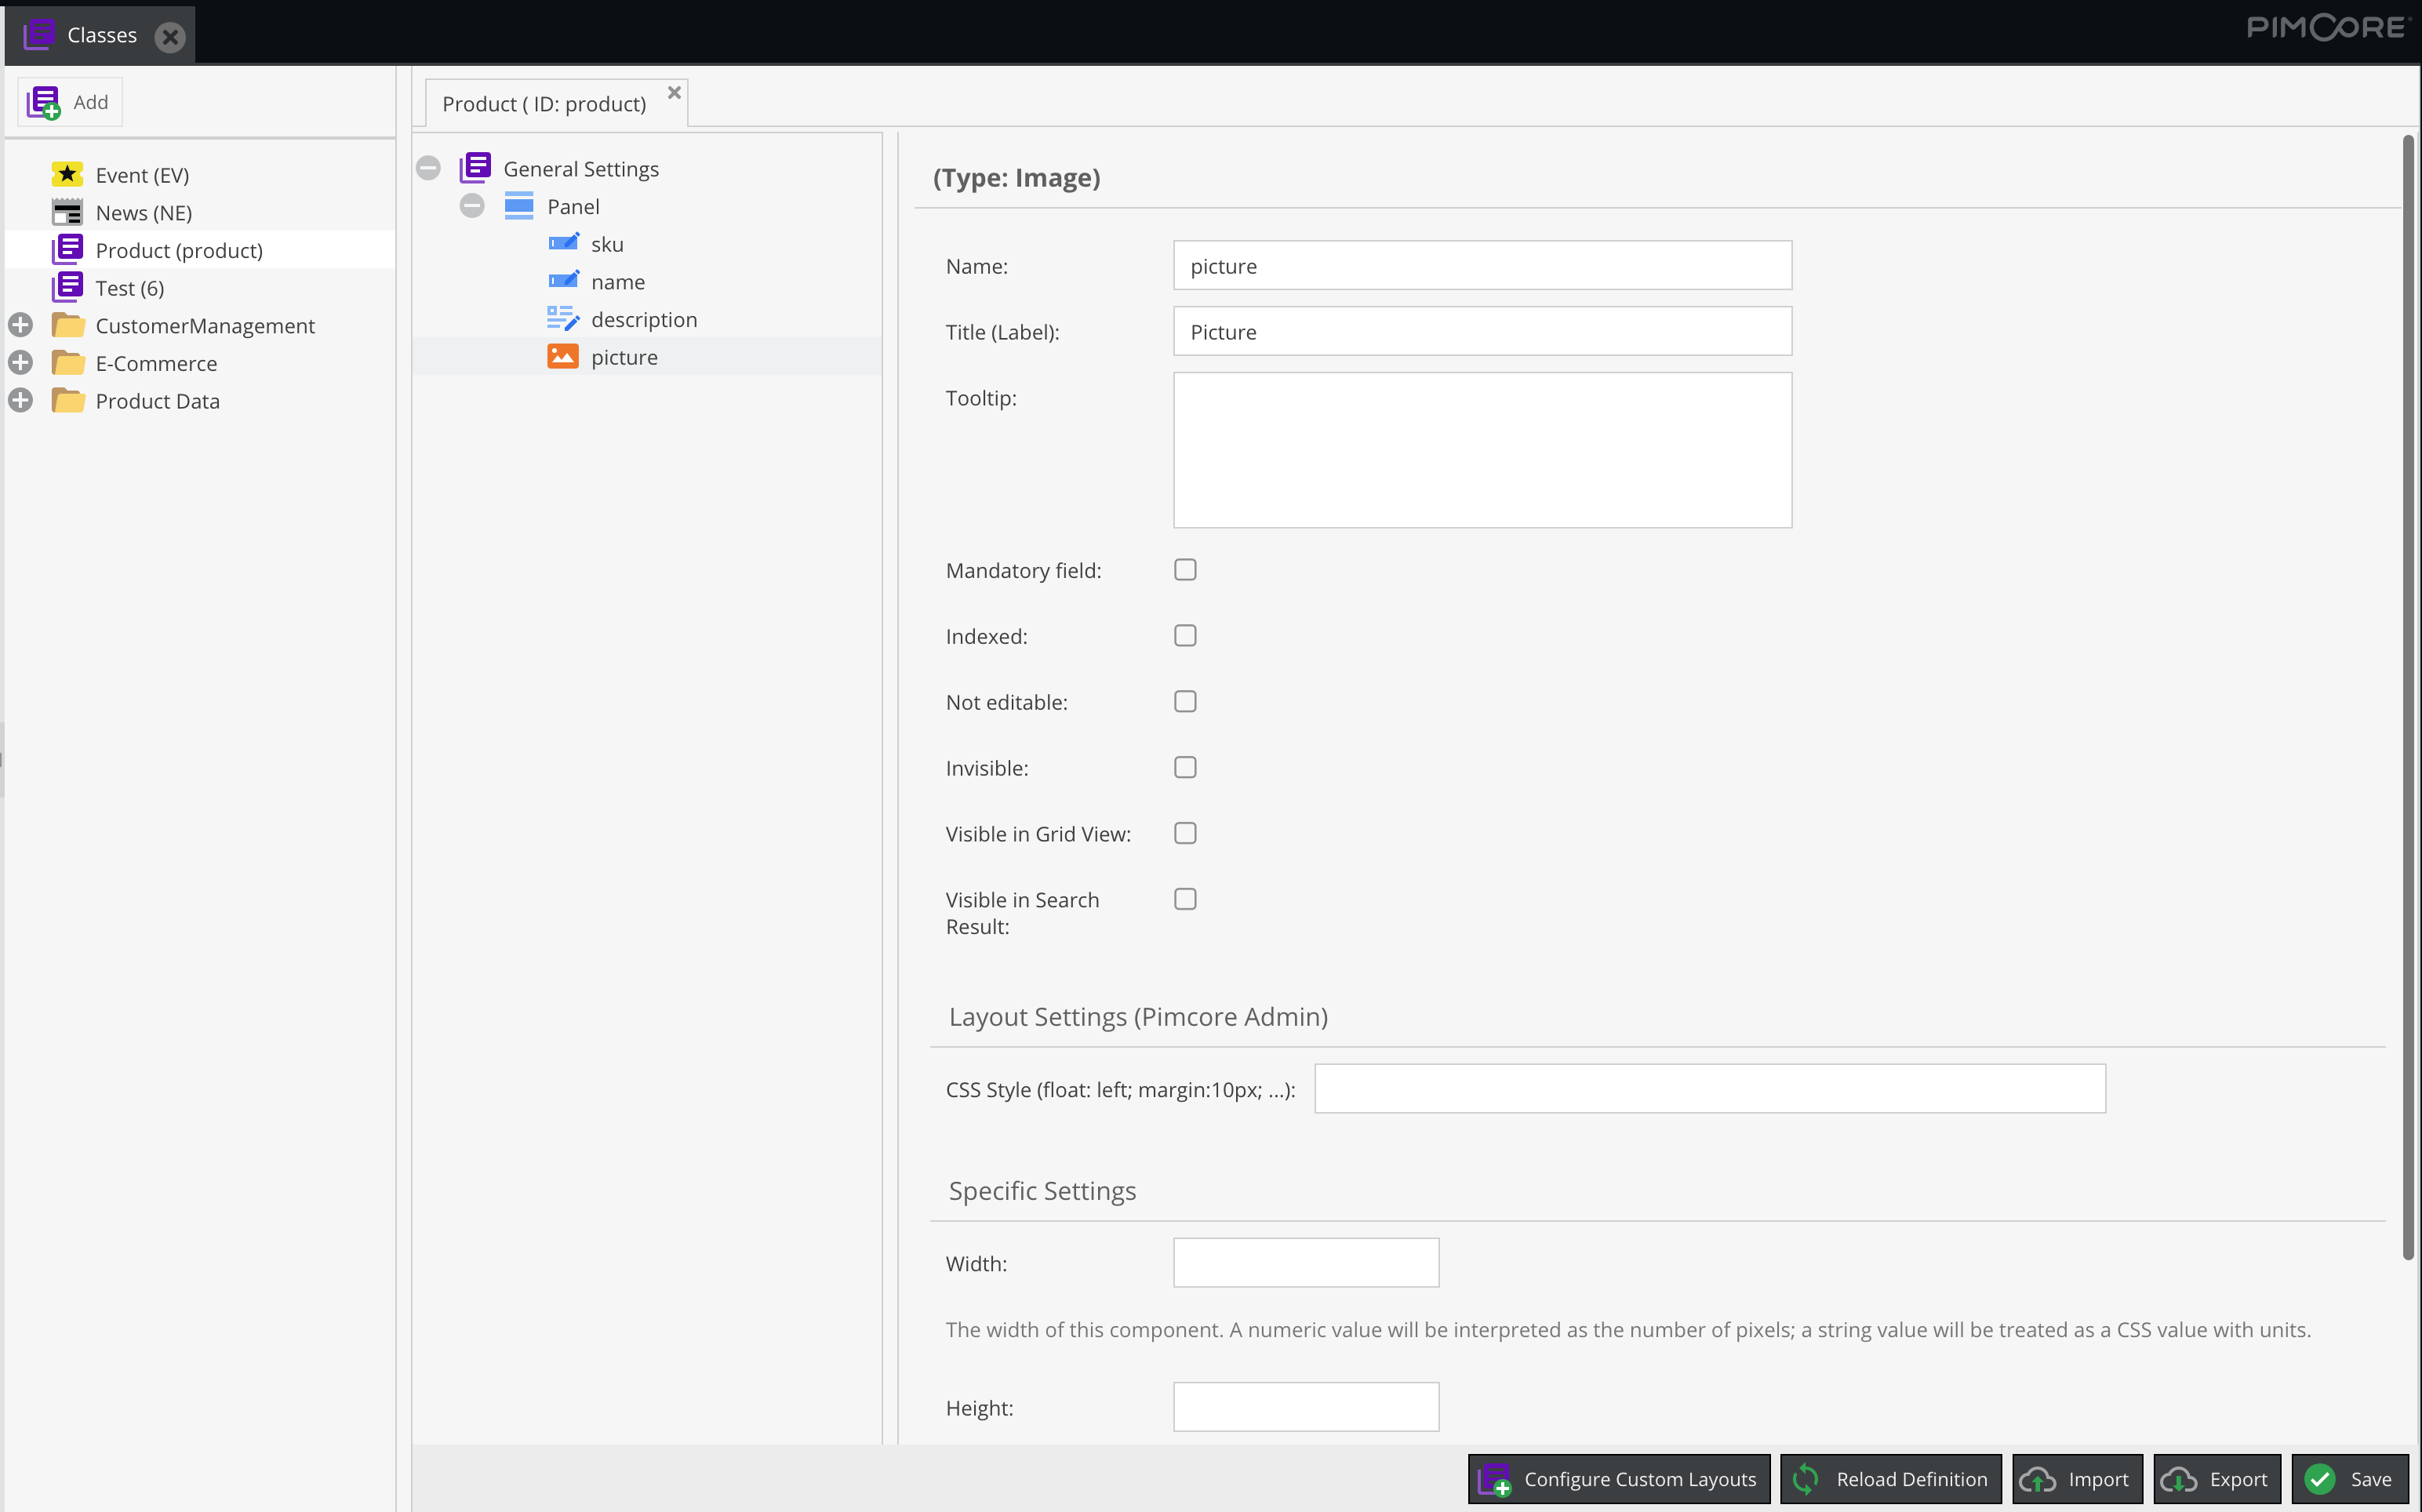 Classes
PIMCORE
Add
Event (EV)
News (NE)
Product (product)
Test (6)
CustomerManagement
E-Commerce
Product Data
Product ( ID: product)
General Settings
Panel
sku
name
description
picture
(Type: Image)
Name:
picture
Title (Label):
Picture
Tooltip:
Mandatory field:
Indexed:
Not editable:
Invisible:
Visible in Grid View:
Visible in Search
Result:
Layout Settings (Pimcore Admin)
CSS Style (float: left; margin:10px; ...):
Specific Settings
Width:
The width of this component. A numeric value will be interpreted as the number of pixels; a string value will be treated as a CSS value with units.
Height:
Configure Custom Layouts
Reload Definition
Import
Export
Save